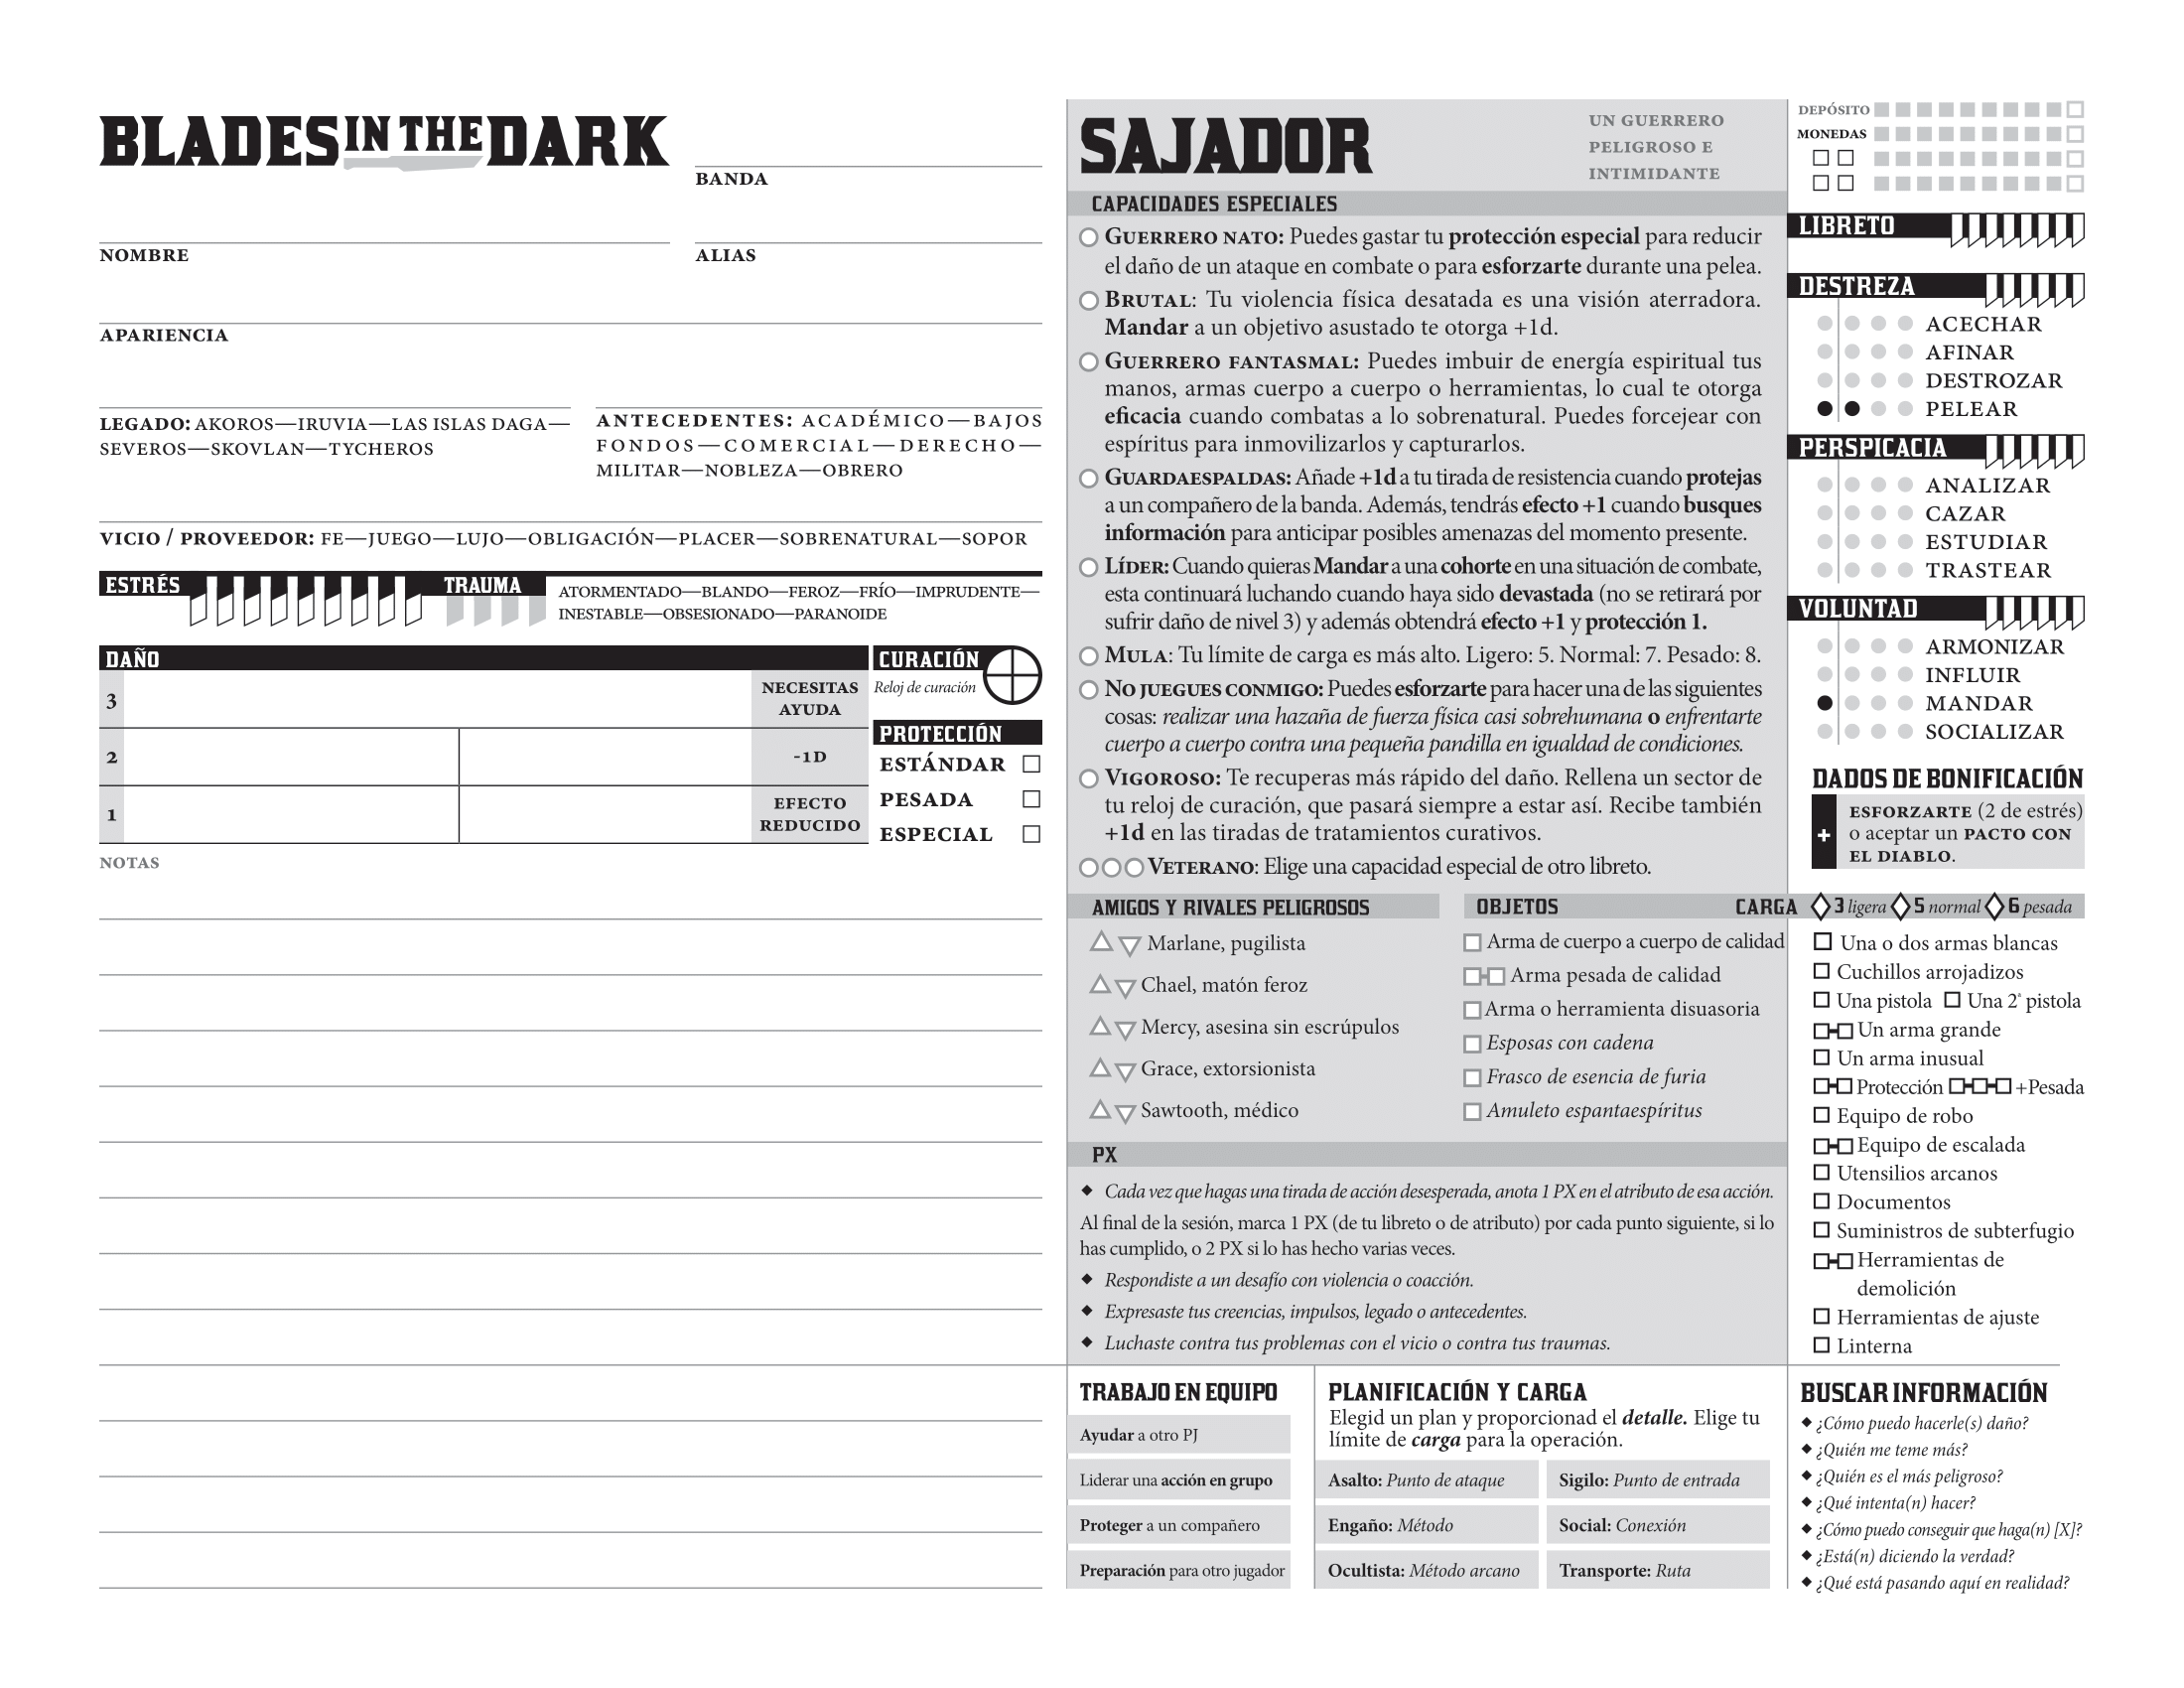 BLADES IN THE DARK
BANDA
NOMBRE
ALIAS
APARIENCIA
LEGADO: AKOROS—IRUVIA—LAS ISLAS DAGA—
SEVEROS—SKOVLAN—TYCHEROS
ANTECEDENTES: ACADÉMICO—BAJOS
FONDOS—COMERCIAL—DERECHO—
MILITAR—NOBLEZA—OBRERO
VICIO / PROVEEDOR: FE—JUEGO—LUJO—OBLIGACIÓN—PLACER—SOBRENATURAL—SOPOR
ESTRÉS
TRAUMA
ATORMENTADO—BLANDO—FEROZ—FRÍO—IMPRUDENTE—
INESTABLE—OBSESIONADO—PARANOIDE
DAÑO
3
NECESITAS
AYUDA
2
-1D
1
EFECTO
REDUCIDO
CURACIÓN
Reloj de curación
PROTECCIÓN
ESTÁNDAR
PESADA
ESPECIAL
NOTAS
SAJADOR
UN GUERRERO
PELIGROSO E
INTIMIDANTE
CAPACIDADES ESPECIALES
GUERRERO NATO: Puedes gastar tu protección especial para reducir
el daño de un ataque en combate o para esforzarte durante una pelea.
BRUTAL: Tu violencia física desatada es una visión aterradora.
Mandar a un objetivo asustado te otorga +1d.
GUERRERO FANTASMAL: Puedes imbuir de energía espiritual tus
manos, armas cuerpo a cuerpo o herramientas, lo cual te otorga
eficacia cuando combatas a lo sobrenatural. Puedes forcejear con
espíritus para inmovilizarlos y capturarlos.
GUARDAESPALDAS: Añade +1d a tu tirada de resistencia cuando protejas
a un compañero de la banda. Además, tendrás efecto +1 cuando busques
información para anticipar posibles amenazas del momento presente.
LÍDER: Cuando quieras Mandar a una cohorte en una situación de combate,
esta continuará luchando cuando haya sido devastada (no se retirará por
sufrir daño de nivel 3) y además obtendrá efecto +1 y protección 1.
MULA: Tu límite de carga es más alto. Ligero: 5. Normal: 7. Pesado: 8.
NO JUEGUES CONMIGO: Puedes esforzarte para hacer una de las siguientes
cosas: realizar una hazaña de fuerza física casi sobrehumana o enfrentarte
cuerpo a cuerpo contra una pequeña pandilla en igualdad de condiciones.
VIGOROSO: Te recuperas más rápido del daño. Rellena un sector de
tu reloj de curación, que pasará siempre a estar así. Recibe también
+1d en las tiradas de tratamientos curativos.
VETERANO: Elige una capacidad especial de otro libreto.
AMIGOS Y RIVALES PELIGROSOS
Marlane, pugilista
Chael, matón feroz
Mercy, asesina sin escrúpulos
Grace, extorsionista
Sawtooth, médico
OBJETOS
Arma de cuerpo a cuerpo de calidad
Arma pesada de calidad
Arma o herramienta disuasoria
Esposas con cadena
Frasco de esencia de furia
Amuleto espantaespíritus
PX
Cada vez que hagas una tirada de acción desesperada, anota 1 PX en el atributo de esa acción.
Al final de la sesión, marca 1 PX (de tu libreto o de atributo) por cada punto siguiente, si lo
has cumplido, o 2 PX si lo has hecho varias veces.
Respondiste a un desafío con violencia o coacción.
Expresaste tus creencias, impulsos, legado o antecedentes.
Luchaste contra tus problemas con el vicio o contra tus traumas.
TRABAJO EN EQUIPO
Ayudar a otro PJ
Liderar una acción en grupo
Proteger a un compañero
Preparación para otro jugador
PLANIFICACIÓN Y CARGA
Elegid un plan y proporcionad el detalle. Elige tu
límite de carga para la operación.
Asalto: Punto de ataque
Sigilo: Punto de entrada
Engaño: Método
Social: Conexión
Ocultista: Método arcano
Transporte: Ruta
DEPÓSITO
MONEDAS
LIBRETO
DESTREZA
ACECHAR
AFINAR
DESTROZAR
PELEAR
PERSPICACIA
ANALIZAR
CAZAR
ESTUDIAR
TRASTEAR
VOLUNTAD
ARMONIZAR
INFLUIR
MANDAR
SOCIALIZAR
DADOS DE BONIFICACIÓN
+
ESFORZARTE (2 de estrés)
o aceptar un PACTO CON
EL DIABLO.
CARGA 3 ligera 5 normal 6 pesada
Una o dos armas blancas
Cuchillos arrojadizos
Una pistola Una 2ª pistola
Un arma grande
Un arma inusual
Protección +Pesada
Equipo de robo
Equipo de escalada
Utensilios arcanos
Documentos
Suministros de subterfugio
Herramientas de
demolición
Herramientas de ajuste
Linterna
BUSCAR INFORMACIÓN
¿Cómo puedo hacerle(s) daño?
¿Quién me teme más?
¿Quién es el más peligroso?
¿Qué intenta(n) hacer?
¿Cómo puedo conseguir que haga(n) [X]?
¿Está(n) diciendo la verdad?
¿Qué está pasando aquí en realidad?